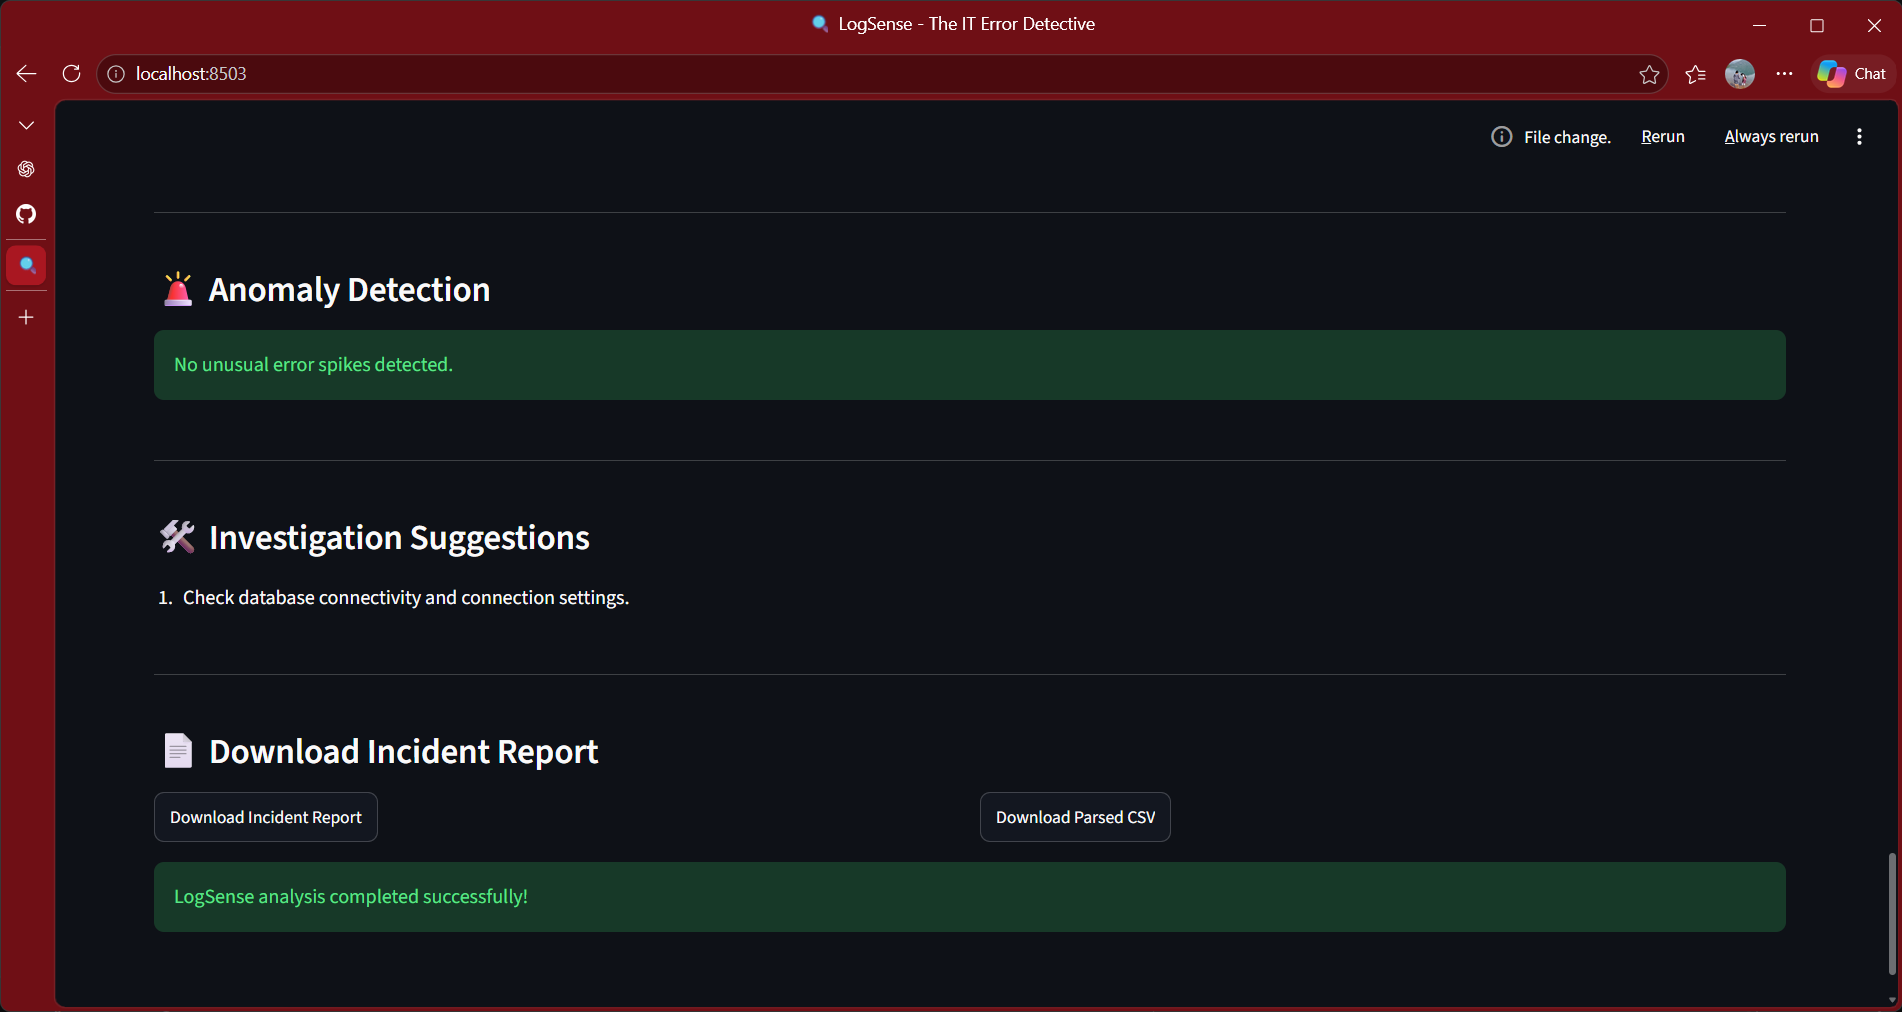 LogSense - The IT Error Detective
localhost:8503
Chat
File change. Rerun Always rerun
Anomaly Detection
No unusual error spikes detected.
Investigation Suggestions
1. Check database connectivity and connection settings.
Download Incident Report
Download Incident Report Download Parsed CSV
LogSense analysis completed successfully!